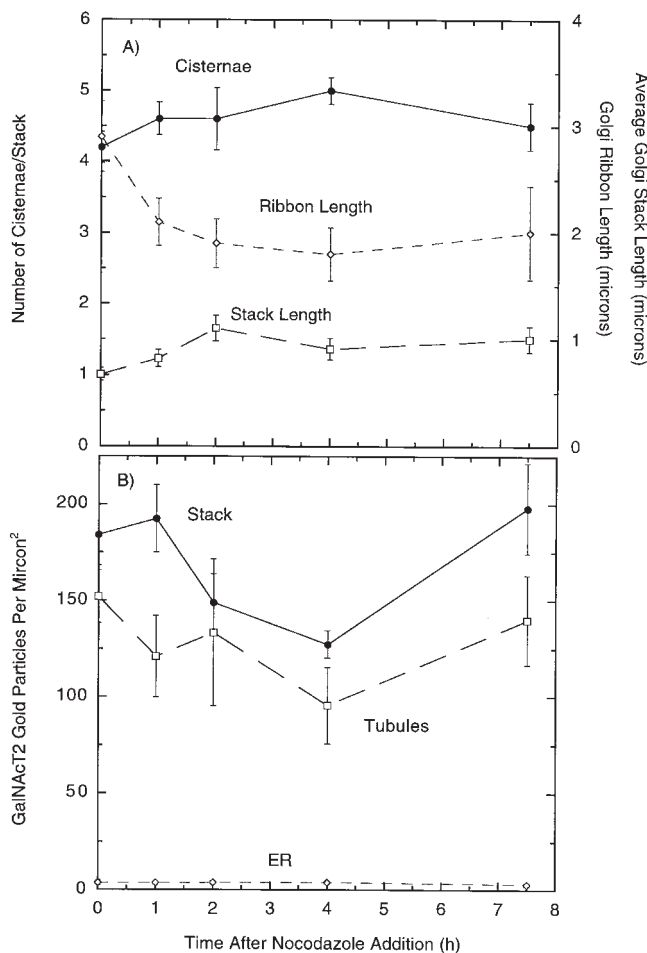 A)
Cisternae
Ribbon Length
Stack Length
Number of Cisternae/Stack
6
5
4
3
2
1
0
4
3
2
1
0
Golgi Ribbon Length (microns)
Average Golgi Stack Length (microns)
B)
Stack
Tubules
ER
GalNAcT2 Gold Particles Per Mircon²
200
150
100
50
0
0 1 2 3 4 5 6 7 8
Time After Nocodazole Addition (h)